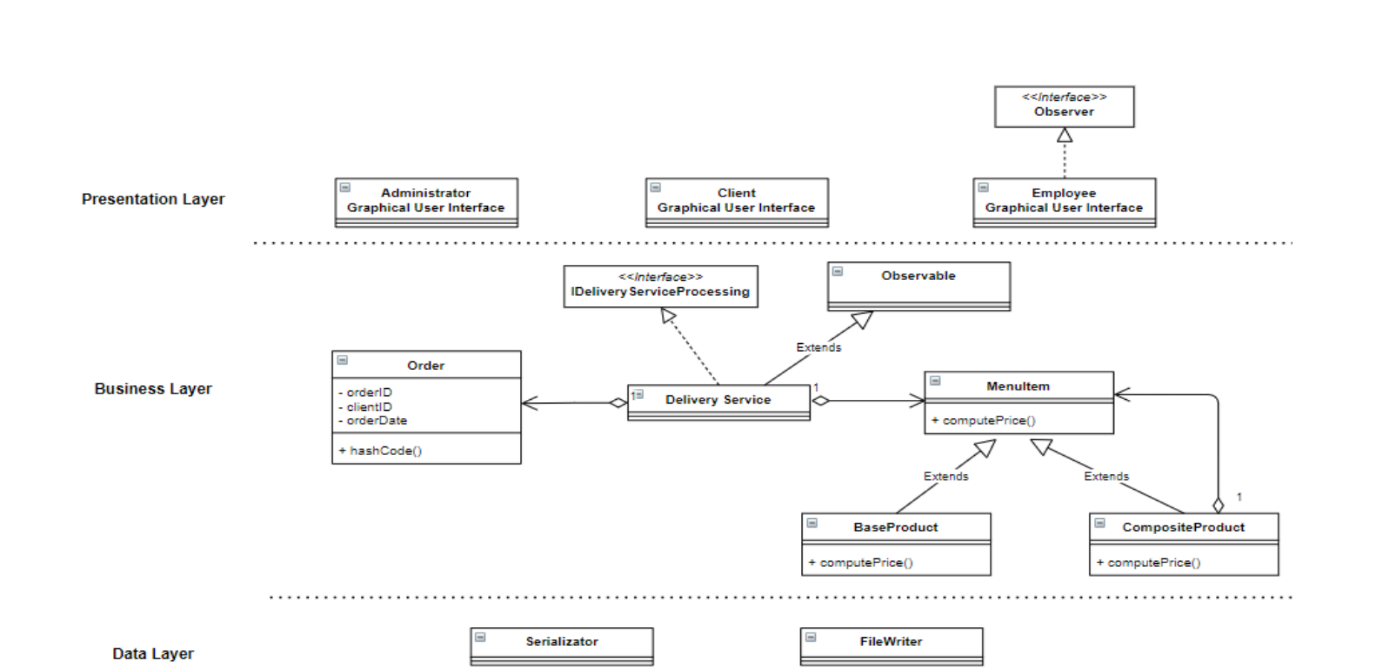 <<Interface>>
Observer
Presentation Layer
Administrator
Graphical User Interface
Client
Graphical User Interface
Employee
Graphical User Interface
<<Interface>>
IDeliveryServiceProcessing
Observable
Extends
Business Layer
Order
- orderID
- clientID
- orderDate
+ hashCode()
1
Delivery Service
1
MenuItem
+ computePrice()
Extends
Extends
1
BaseProduct
+ computePrice()
CompositeProduct
+ computePrice()
Data Layer
Serializator
FileWriter